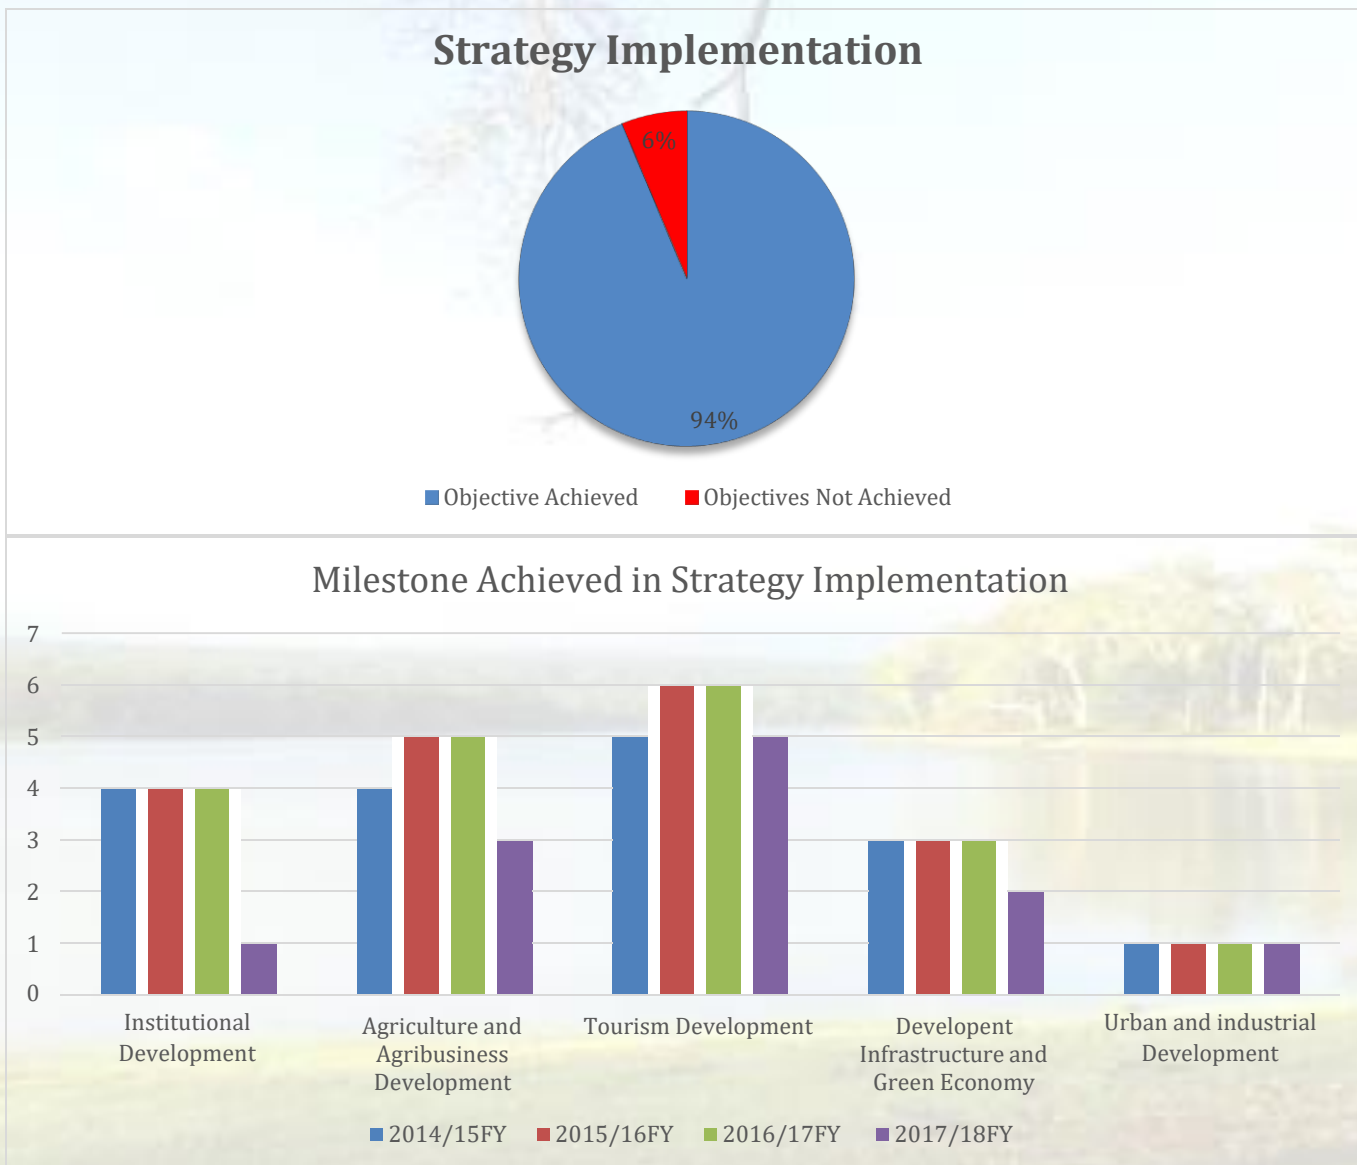 Strategy Implementation
6%
94%
Objective Achieved
Objectives Not Achieved
Milestone Achieved in Strategy Implementation
7
6
5
4
3
2
1
0
Institutional
Development
Agriculture and
Agribusiness
Development
Tourism Development
Developent
Infrastructure and
Green Economy
Urban and industrial
Development
2014/15FY
2015/16FY
2016/17FY
2017/18FY